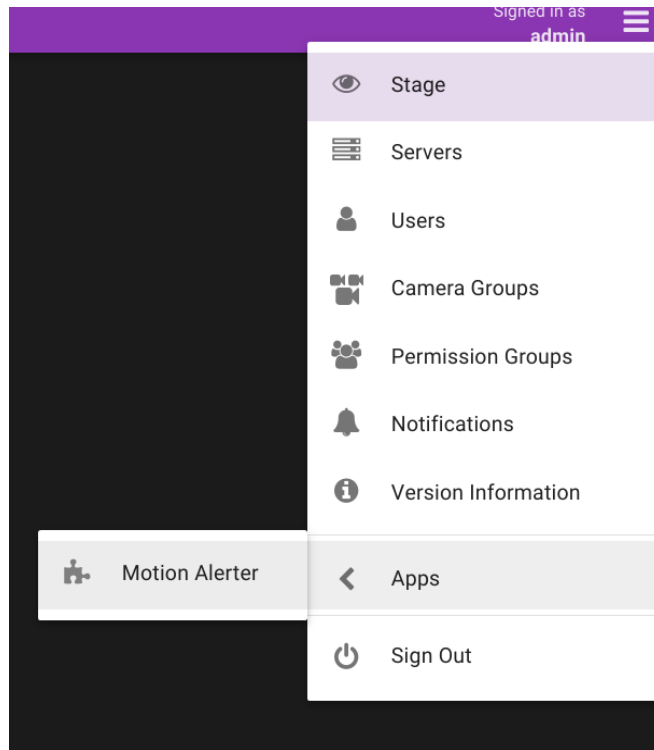 Signed in as
admin
Stage
Servers
Users
Camera Groups
Permission Groups
Notifications
Version Information
Motion Alerter
Apps
Sign Out